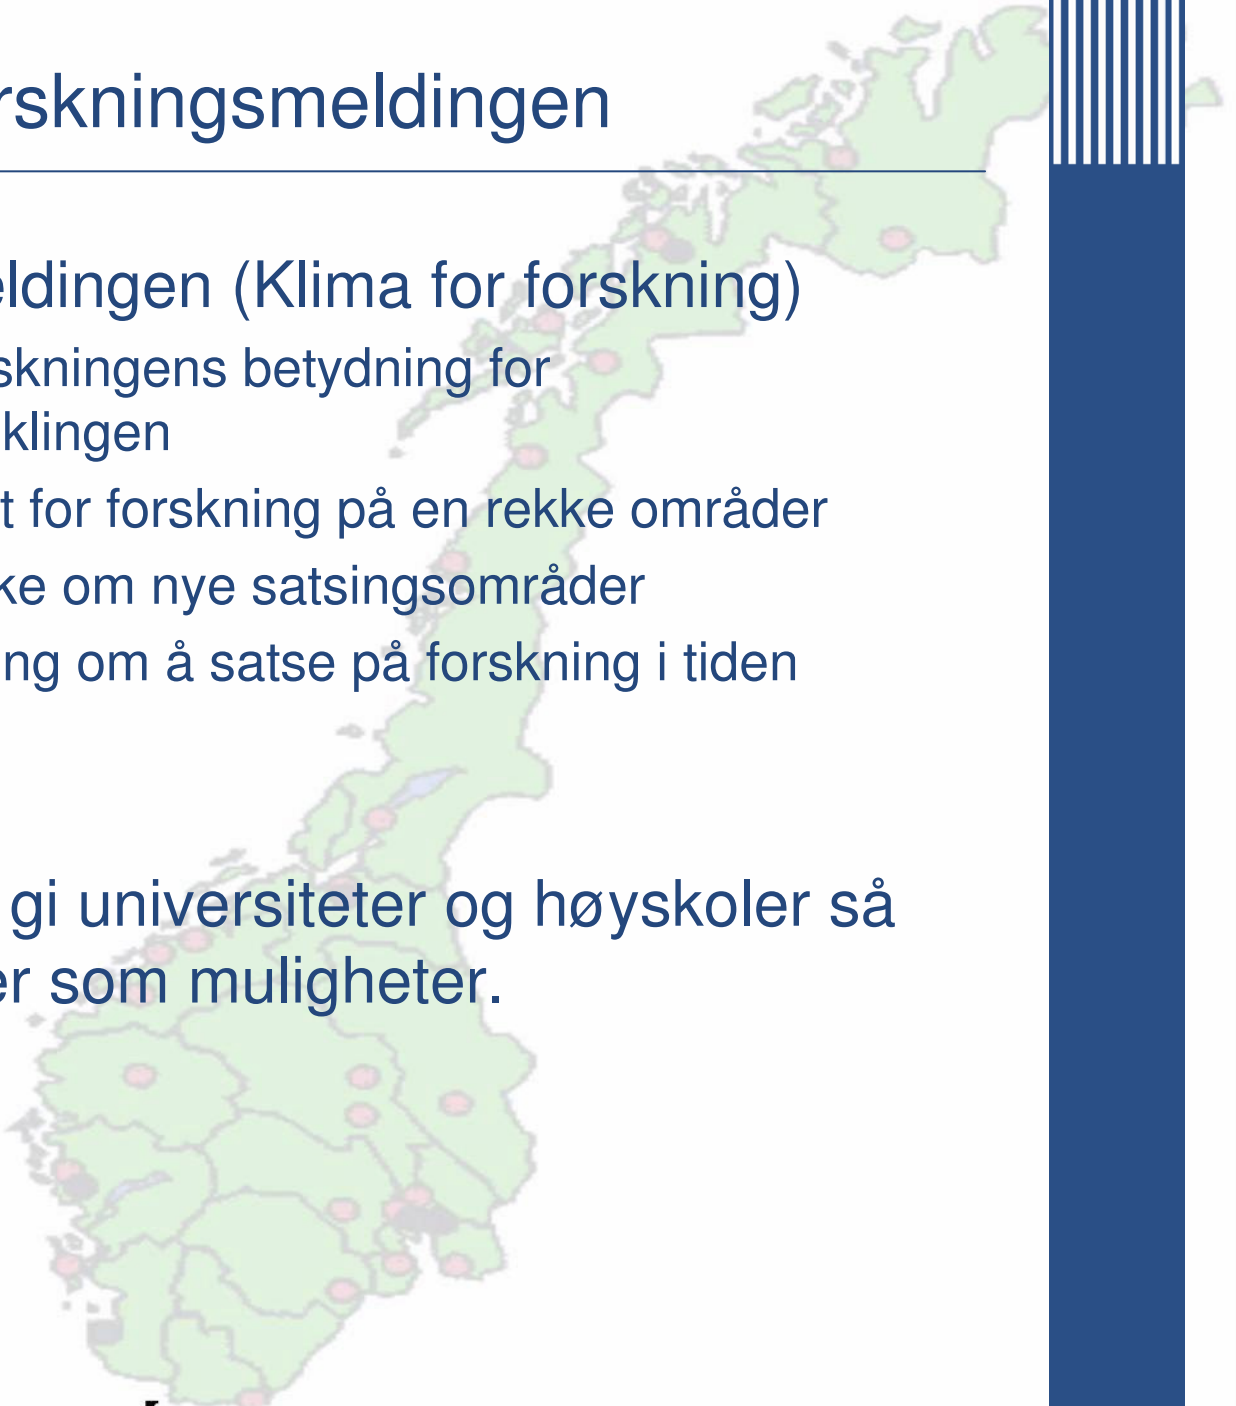 rskningsmeldingen
eldingen (Klima for forskning)
skningens betydning for
klingen
t for forskning på en rekke områder
ke om nye satsingsområder
ng om å satse på forskning i tiden
gi universiteter og høyskoler så
er som muligheter.